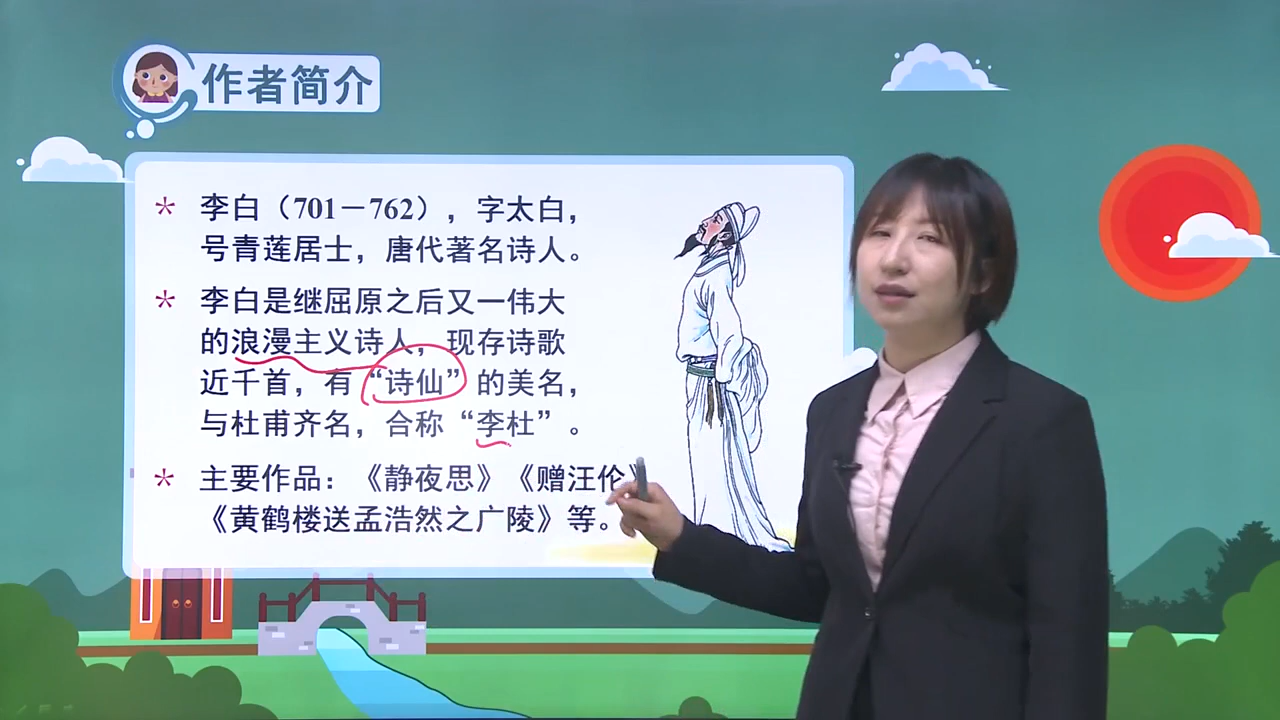 作者简介
* 李白（701－762），字太白，
号青莲居士，唐代著名诗人。
* 李白是继屈原之后又一伟大
的浪漫主义诗人，现存诗歌
近千首，有“诗仙”的美名，
与杜甫齐名，合称“李杜”。
* 主要作品：《静夜思》《赠汪伦》
《黄鹤楼送孟浩然之广陵》等。